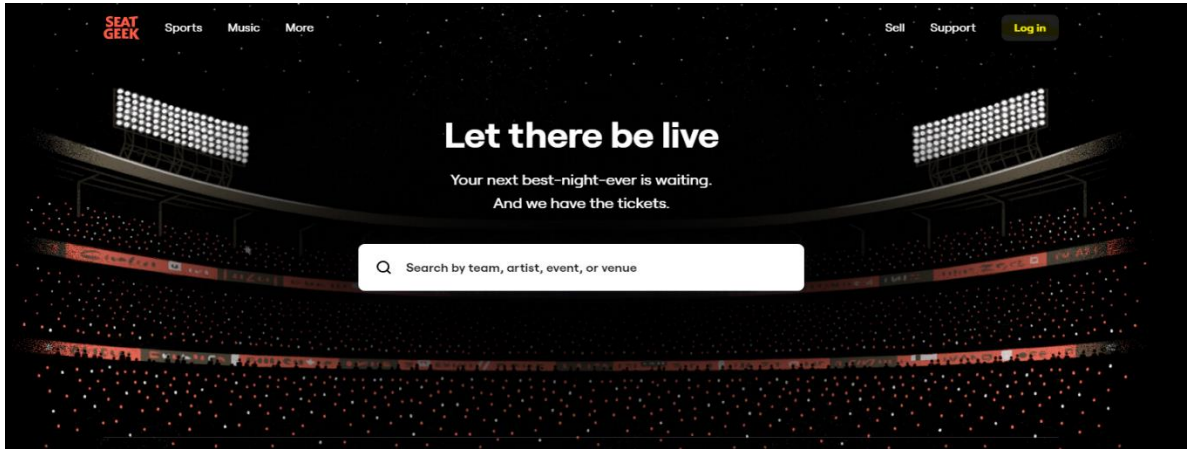 SEAT
GEEK
Sports Music More
Sell Support Log in
Let there be live
Your next best-night-ever is waiting.
And we have the tickets.
Search by team, artist, event, or venue